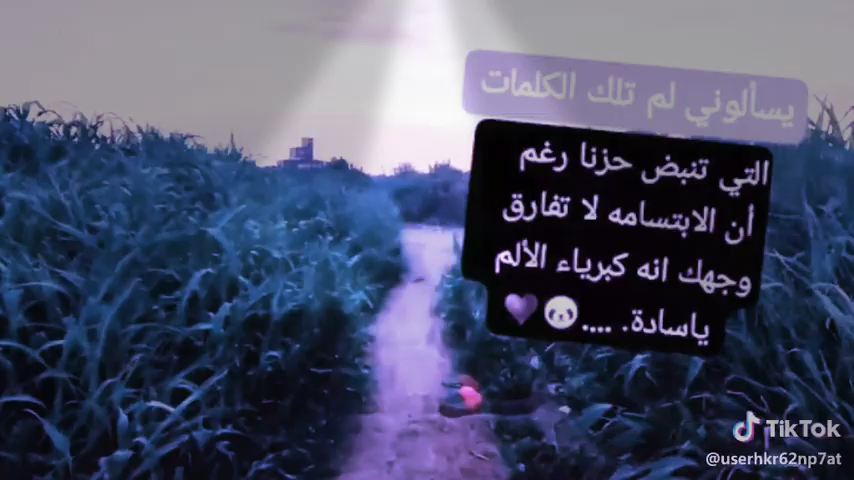 يسألوني لم تلك الكلمات
التي تنبض حزنا رغم
أن الابتسامه لا تفارق
وجهك انه كبرياء الألم
ياسادة. ....🐼💜
TikTok
@userhkr62np7at